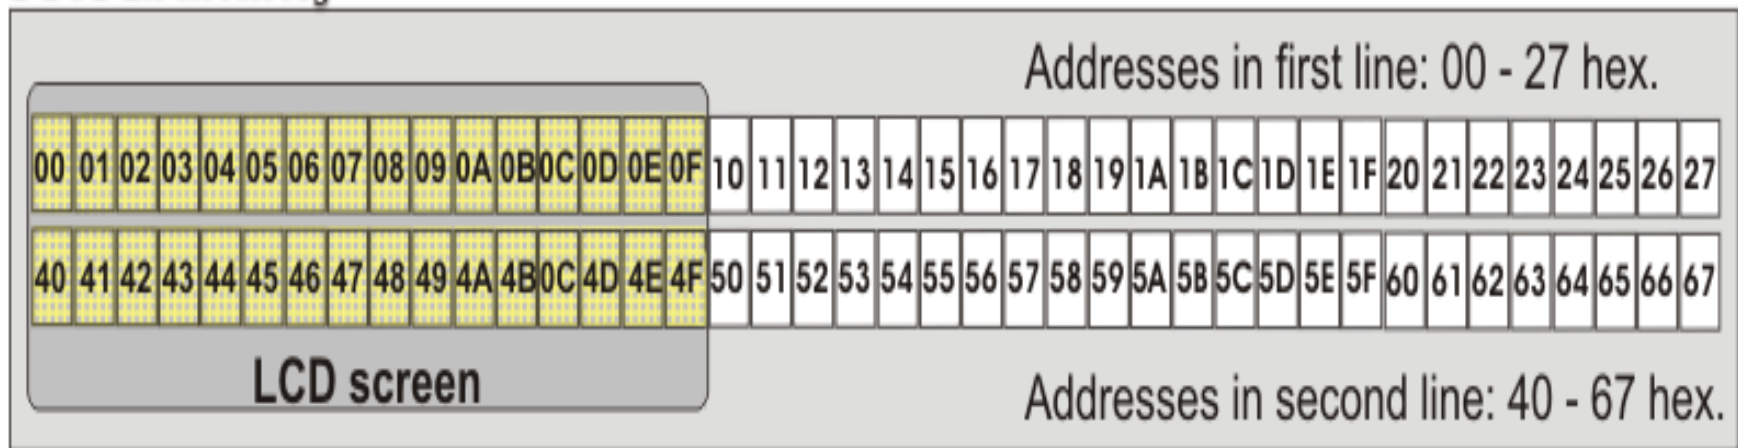 Addresses in first line: 00 - 27 hex.
00 01 02 03 04 05 06 07 08 09 0A 0B 0C 0D 0E 0F 10 11 12 13 14 15 16 17 18 19 1A 1B 1C 1D 1E 1F 20 21 22 23 24 25 26 27
40 41 42 43 44 45 46 47 48 49 4A 4B 0C 4D 4E 4F 50 51 52 53 54 55 56 57 58 59 5A 5B 5C 5D 5E 5F 60 61 62 63 64 65 66 67
LCD screen
Addresses in second line: 40 - 67 hex.